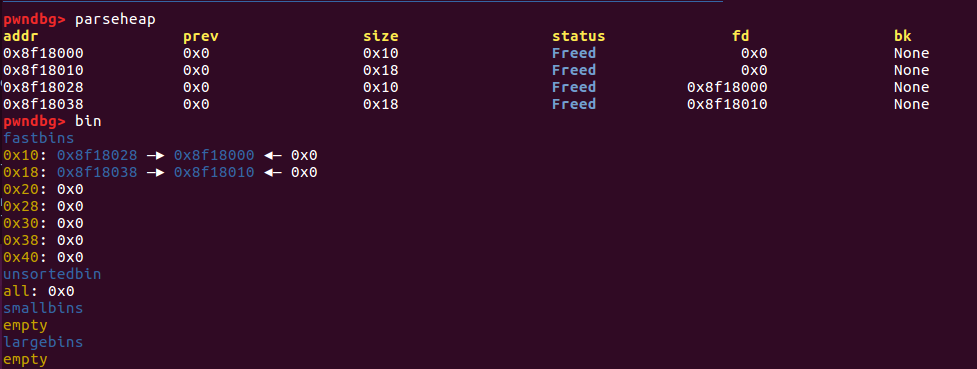 pwndbg> parseheap
addr prev size status fd bk
0x8f18000 0x0 0x10 Freed 0x0 None
0x8f18010 0x0 0x18 Freed 0x0 None
0x8f18028 0x0 0x10 Freed 0x8f18000 None
0x8f18038 0x0 0x18 Freed 0x8f18010 None
pwndbg> bin
fastbins
0x10: 0x8f18028 —▸ 0x8f18000 ◂— 0x0
0x18: 0x8f18038 —▸ 0x8f18010 ◂— 0x0
0x20: 0x0
0x28: 0x0
0x30: 0x0
0x38: 0x0
0x40: 0x0
unsortedbin
all: 0x0
smallbins
empty
largebins
empty